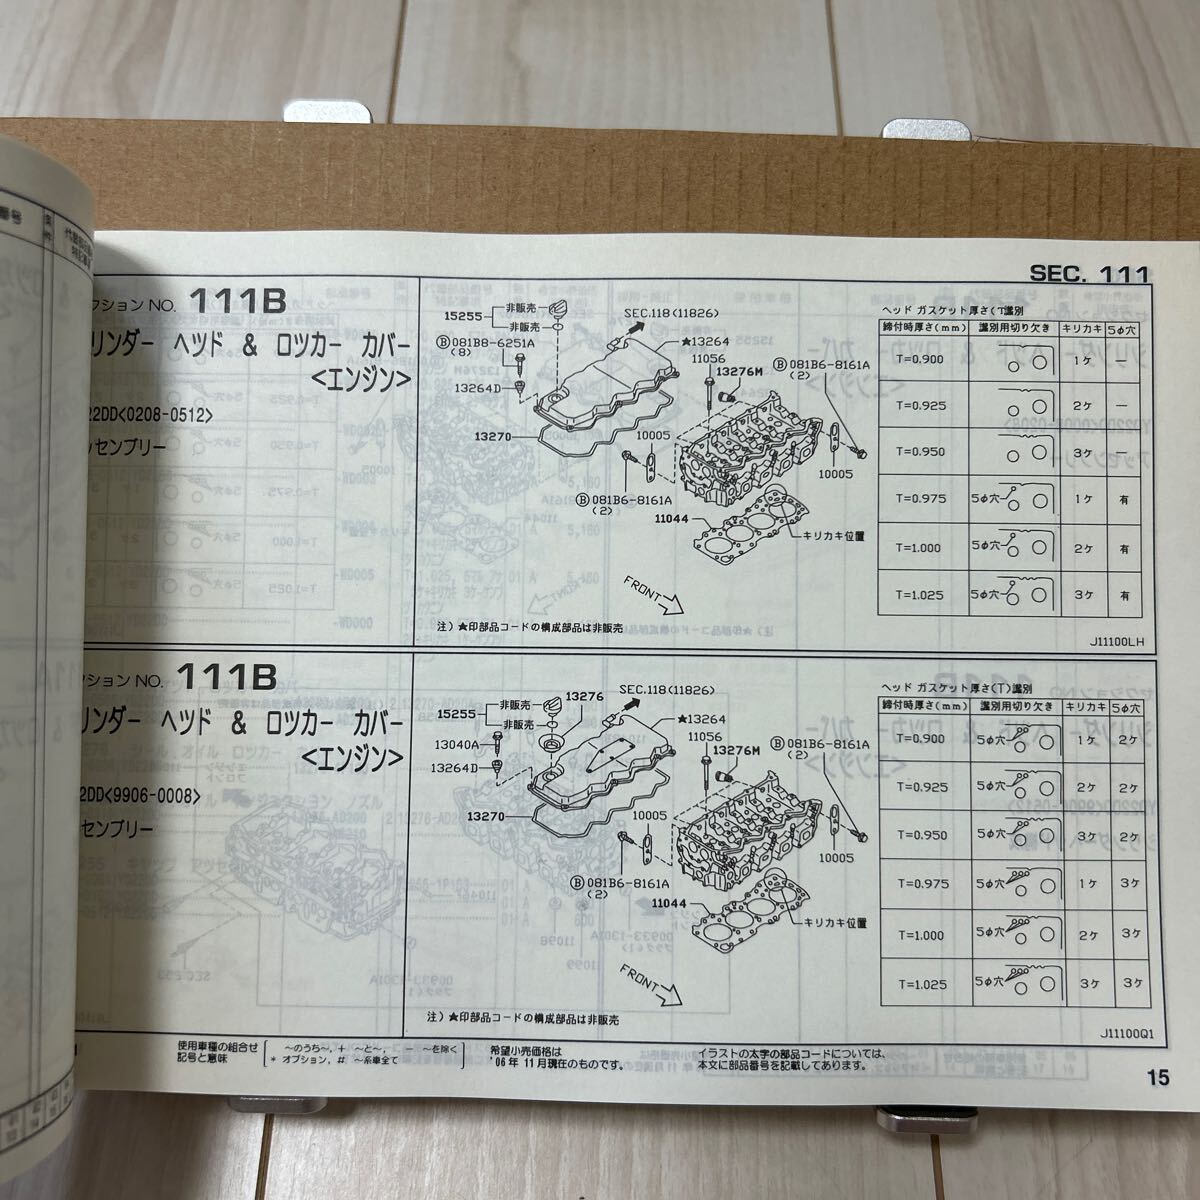 SEC. 111
クションNO. 111B
リンダー ヘッド & ロッカー カバー
<エンジン>
22DD<0208-0512>
ッセンブリー
非販売
15255
非販売
Ⓑ081B8-6251A
(8)
13264D
13270
SEC.118(11826)
★13264
11056
13276M
Ⓑ081B6-8161A
(2)
10005
10005
Ⓑ081B6-8161A
(2)
11044
キリカキ位置
FRONT
注) ★印部品コードの構成部品は非販売
ヘッド ガスケット厚さ(T)識別
締付時厚さ(mm) 識別用切り欠き キリカキ 5φ穴
T=0.900 1ケ —
T=0.925 2ケ —
T=0.950 3ケ —
T=0.975 5φ穴 1ケ 有
T=1.000 5φ穴 2ケ 有
T=1.025 5φ穴 3ケ 有
J11100LH
クションNO. 111B
リンダー ヘッド & ロッカー カバー
<エンジン>
2DD<9906-0008>
センブリー
非販売
15255
非販売
13276
13040A
13264D
13270
SEC.118(11826)
★13264
11056
13276M
Ⓑ081B6-8161A
(2)
10005
10005
Ⓑ081B6-8161A
(2)
11044
キリカキ位置
FRONT
注) ★印部品コードの構成部品は非販売
ヘッド ガスケット厚さ(T)識別
締付時厚さ(mm) 識別用切り欠き キリカキ 5φ穴
T=0.900 5φ穴 1ケ 2ケ
T=0.925 5φ穴 2ケ 2ケ
T=0.950 5φ穴 3ケ 2ケ
T=0.975 5φ穴 1ケ 3ケ
T=1.000 5φ穴 2ケ 3ケ
T=1.025 5φ穴 3ケ 3ケ
J11100Q1
使用車種の組合せ
記号と意味
－ ～のうち～, + ～と～, － ～を除く
* オプション, # ～系車全て
希望小売価格は
'06年11月現在のものです。
イラストの太字の部品コードについては、
本文に部品番号を記載してあります。
15